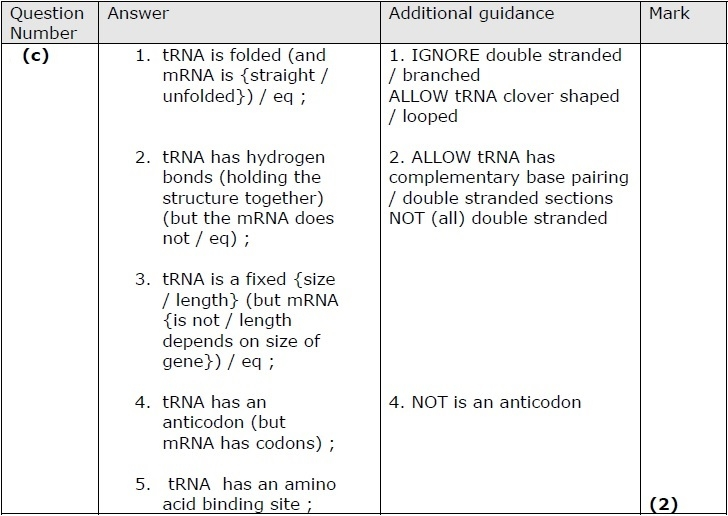 Question Number
Answer
Additional guidance
Mark
(c)
1. tRNA is folded (and
mRNA is {straight /
unfolded}) / eq ;
1. IGNORE double stranded
/ branched
ALLOW tRNA clover shaped
/ looped
2. tRNA has hydrogen
bonds (holding the
structure together)
(but the mRNA does
not / eq) ;
2. ALLOW tRNA has
complementary base pairing
/ double stranded sections
NOT (all) double stranded
3. tRNA is a fixed {size
/ length} (but mRNA
{is not / length
depends on size of
gene}) / eq ;
4. tRNA has an
anticodon (but
mRNA has codons) ;
4. NOT is an anticodon
5. tRNA has an amino
acid binding site ;
(2)